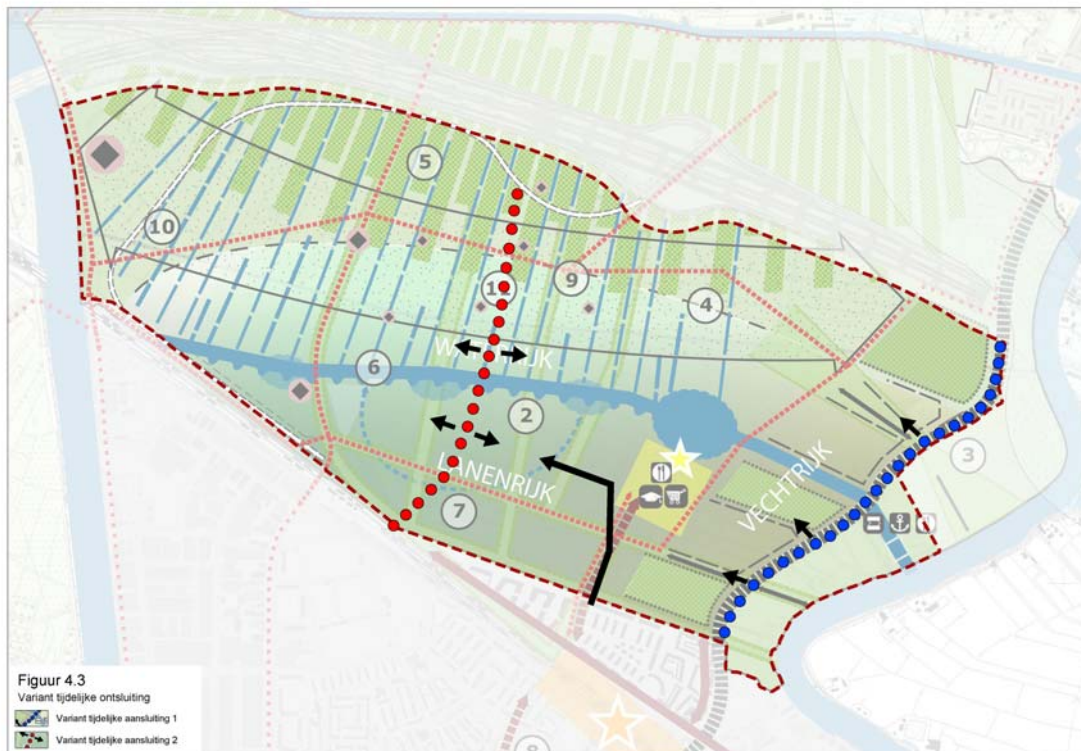 5
10
9
4
6
2
LANENRIJK
7
VECHTRIJK
3
Figuur 4.3
Variant tijdelijke ontsluiting
Variant tijdelijke aansluiting 1
Variant tijdelijke aansluiting 2